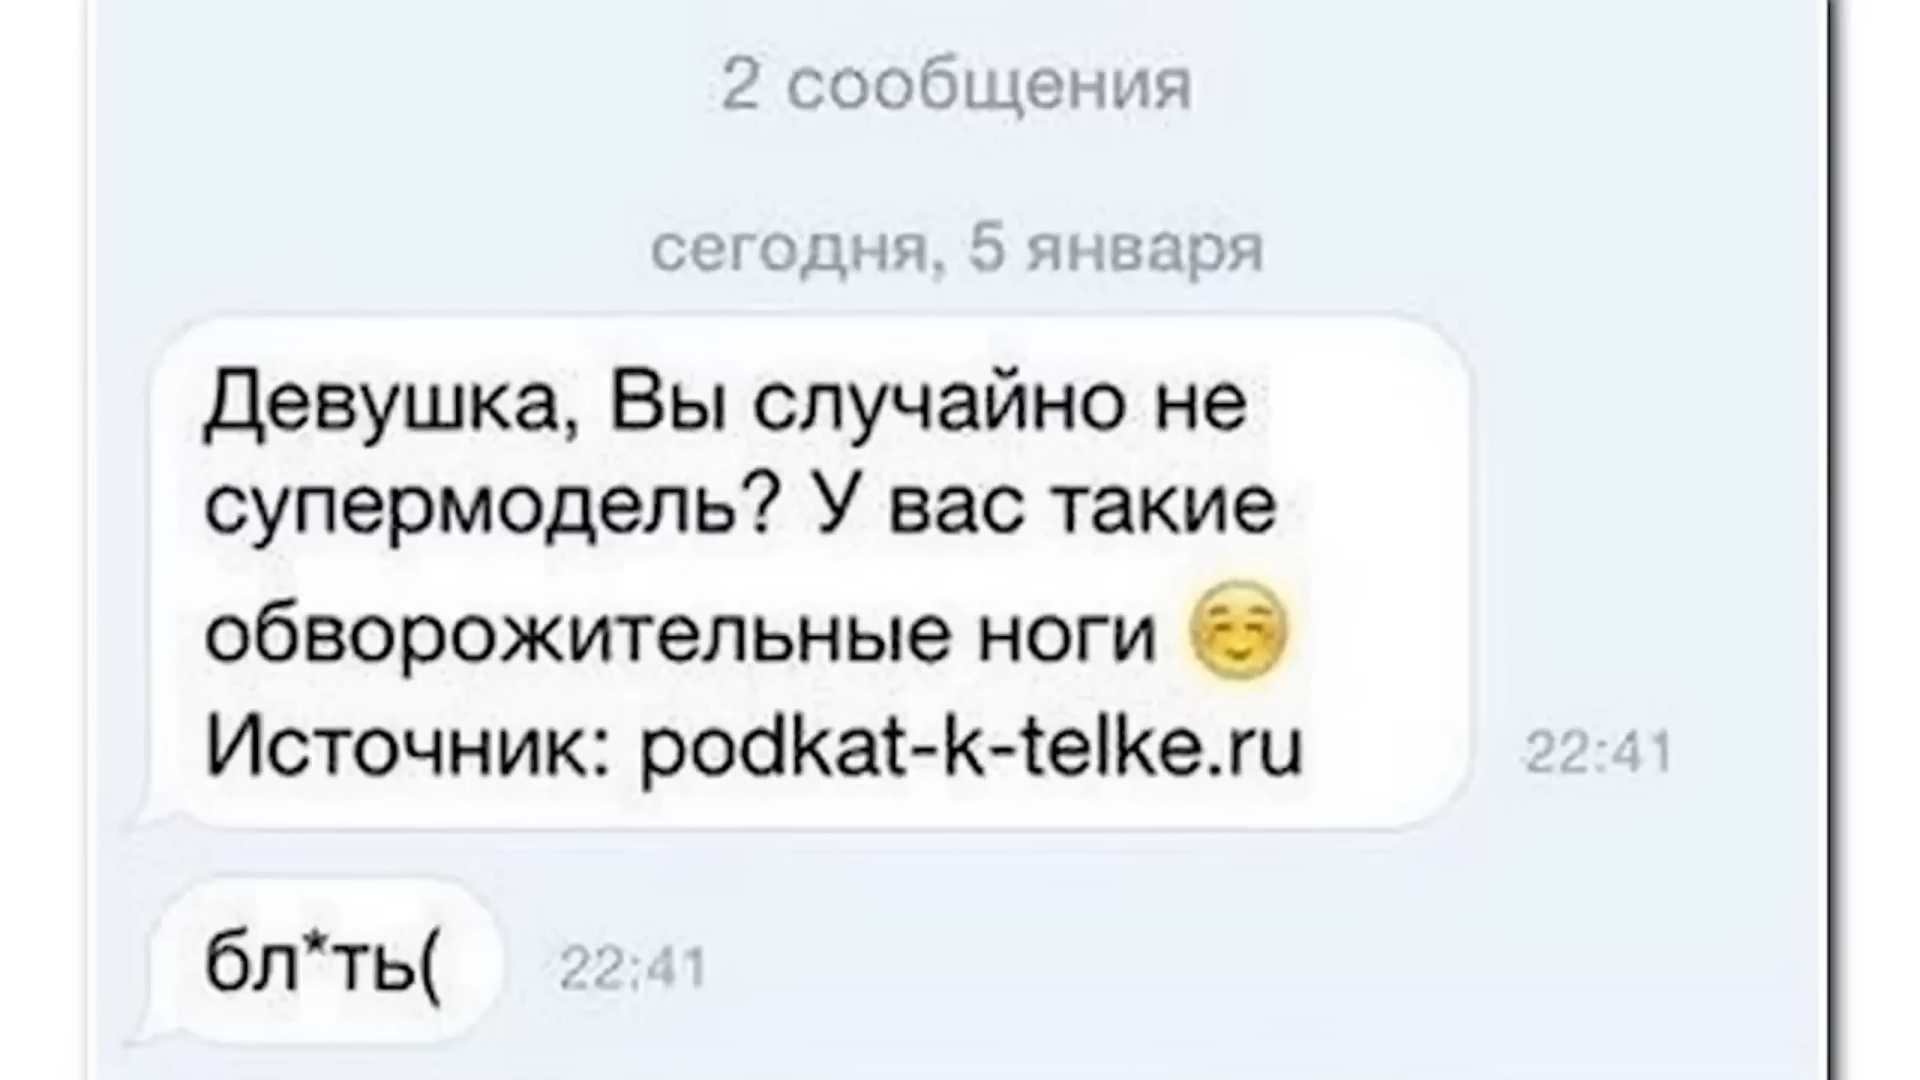 2 сообщения
сегодня, 5 января
Девушка, Вы случайно не
супермодель? У вас такие
обворожительные ноги ☺️
Источник: podkat-k-telke.ru
22:41
бл*ть(
22:41